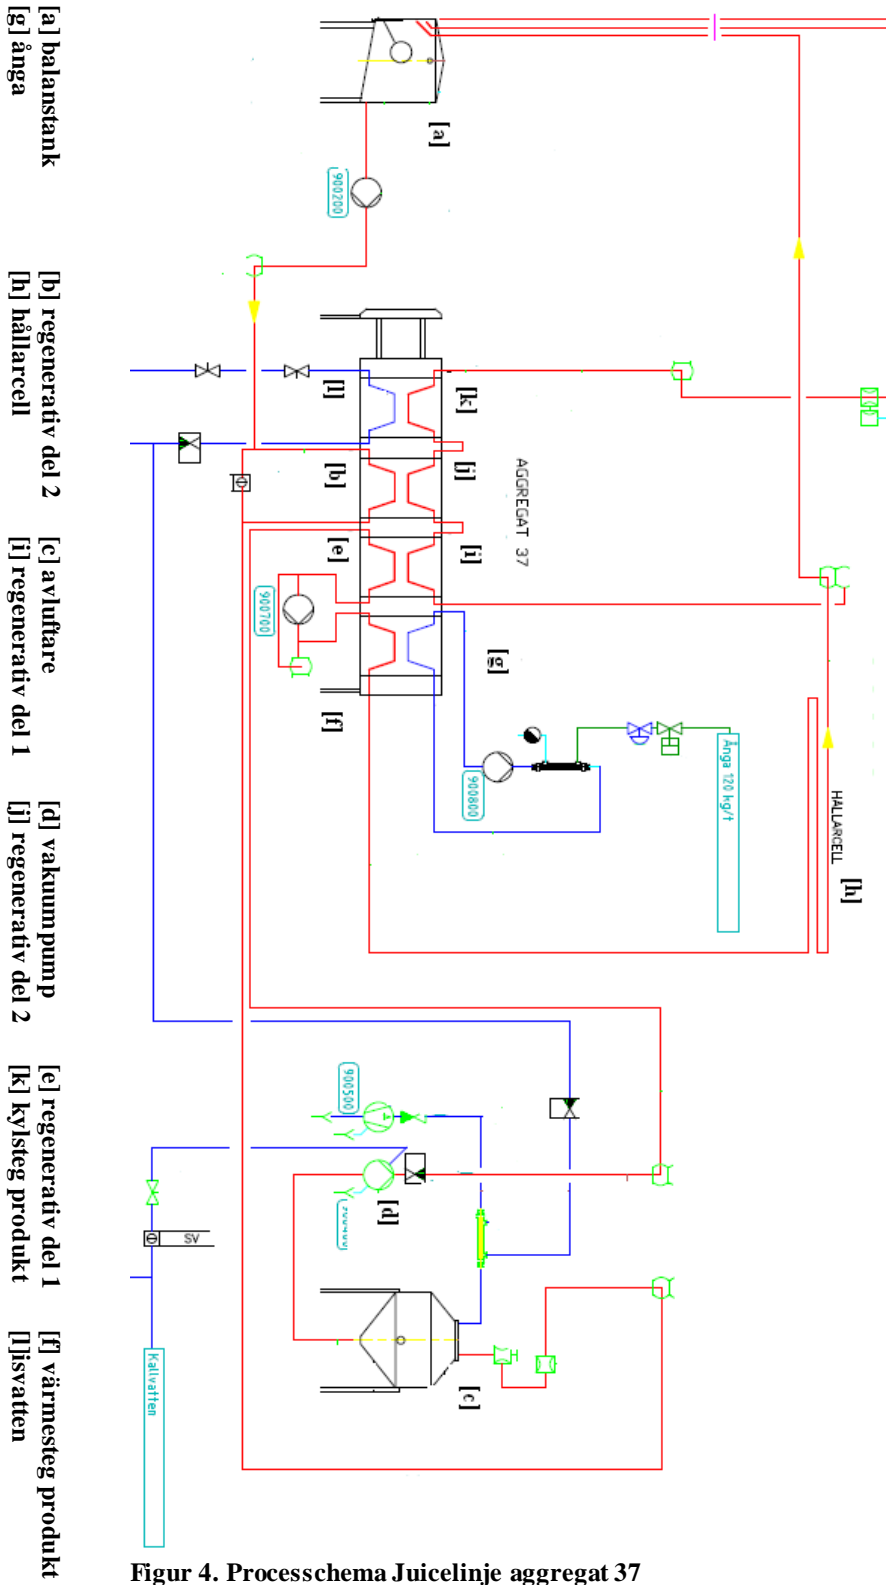 [a] balanstank
[b] regenerativ del 2
[c] avluftare
[d] vakuumpump
[e] regenerativ del 1
[f] värmesteg produkt
[g] ånga
[h] hållarcell
[i] regenerativ del 1
[j] regenerativ del 2
[k] kylsteg produkt
[l]isvatten
[a]
900200
[l]
[k]
[b]
[j]
AGGREGAT 37
[e]
[i]
900700
[g]
[f]
900800
Ånga 120 kg/t
HÅLLARCELL
[h]
900500
[d]
SV
[c]
Kallvatten
Figur 4. Processchema Juicelinje aggregat 37